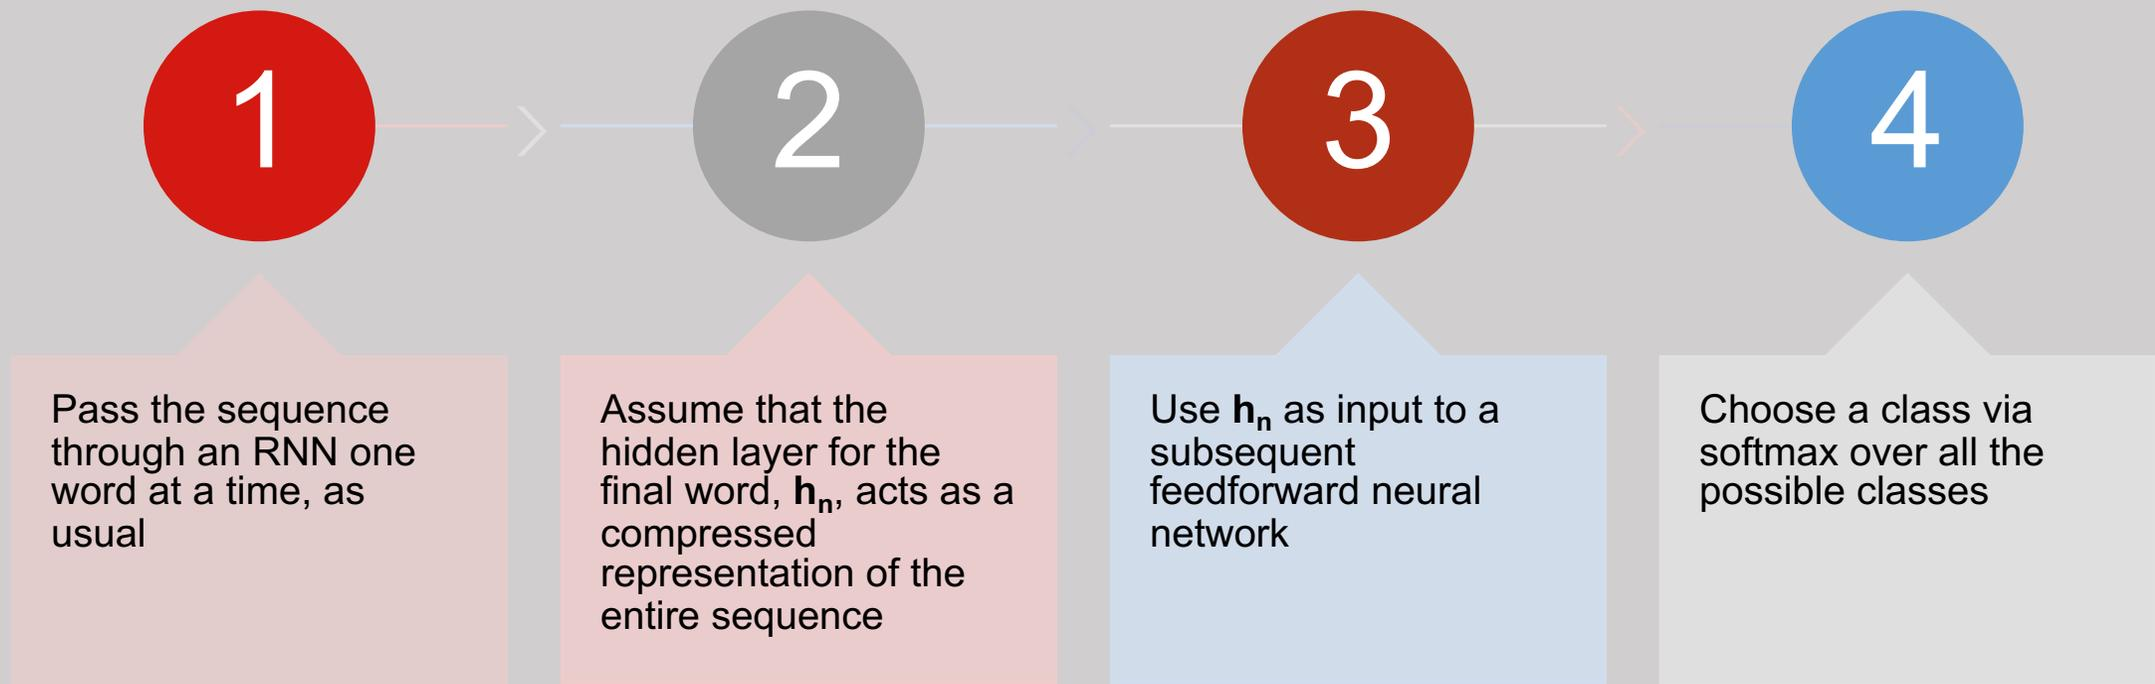 1
Pass the sequence
through an RNN one
word at a time, as
usual
2
Assume that the
hidden layer for the
final word, hn, acts as a
compressed
representation of the
entire sequence
3
Use hn as input to a
subsequent
feedforward neural
network
4
Choose a class via
softmax over all the
possible classes